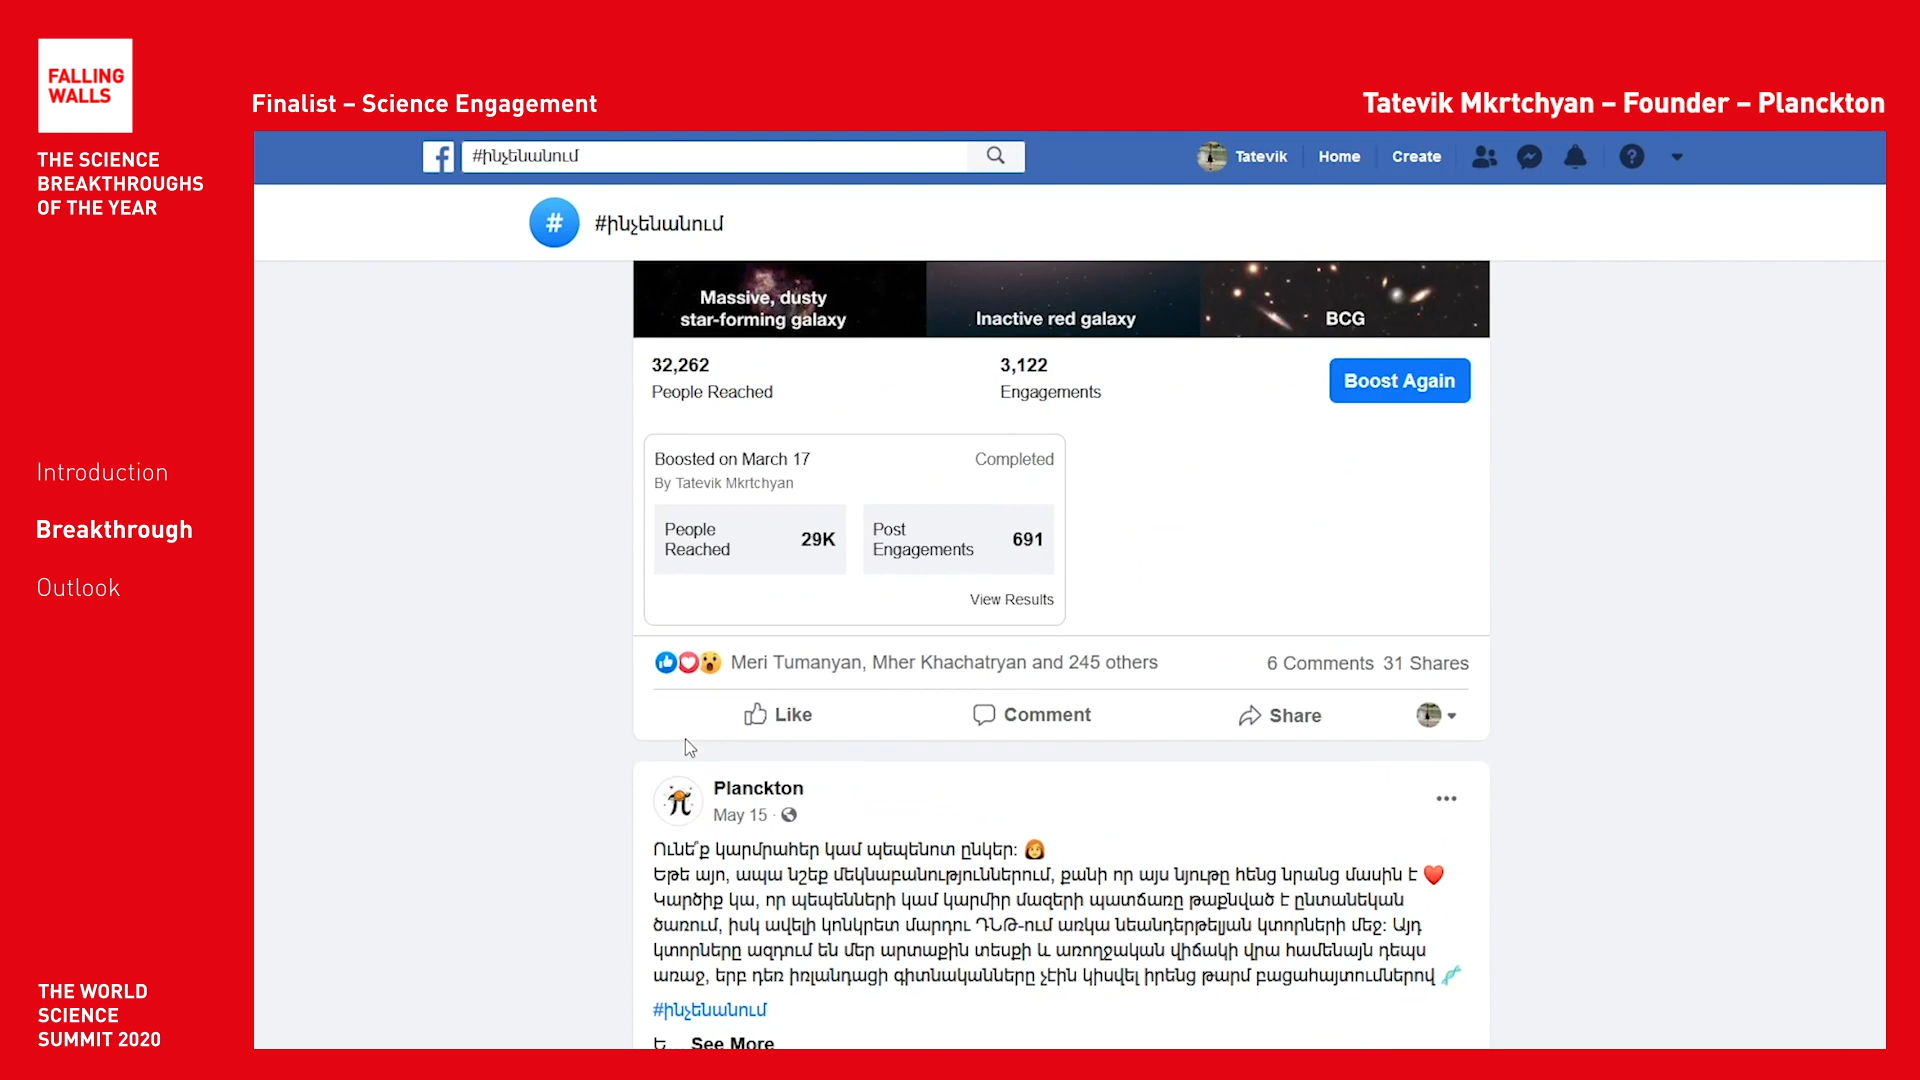 FALLING
WALLS
THE SCIENCE
BREAKTHROUGHS
OF THE YEAR
Finalist – Science Engagement
Tatevik Mkrtchyan – Founder – Planckton
#ինչենանում
Tatevik
Home
Create
#ինչենանում
Massive, dusty
star-forming galaxy
Inactive red galaxy
BCG
32,262
People Reached
3,122
Engagements
Boost Again
Boosted on March 17
Completed
By Tatevik Mkrtchyan
People
Reached
29K
Post
Engagements
691
View Results
Meri Tumanyan, Mher Khachatryan and 245 others
6 Comments 31 Shares
Like
Comment
Share
Planckton
May 15
Ունե՞ք կարմրահեր կամ պեպենոտ ընկեր: 👩‍🦰
Եթե այո, ապա նշեք մեկնաբանություններում, քանի որ այս նյութը հենց նրանց մասին է ❤️
Կարծիք կա, որ պեպենների կամ կարմիր մազերի պատճառը թաքնված է ընտանեկան
ծառում, իսկ ավելի կոնկրետ մարդու ԴՆԹ-ում առկա նեանդերթելյան կտորների մեջ: Այդ
կտորները ազդում են մեր արտաքին տեսքի և առողջական վիճակի վրա համենայն դեպս
առաջ, երբ դեռ իռլանդացի գիտնականները չէին կիսվել իրենց թարմ բացահայտումներով 🧬
#ինչենանում
Ե... See More
Introduction
Breakthrough
Outlook
THE WORLD
SCIENCE
SUMMIT 2020